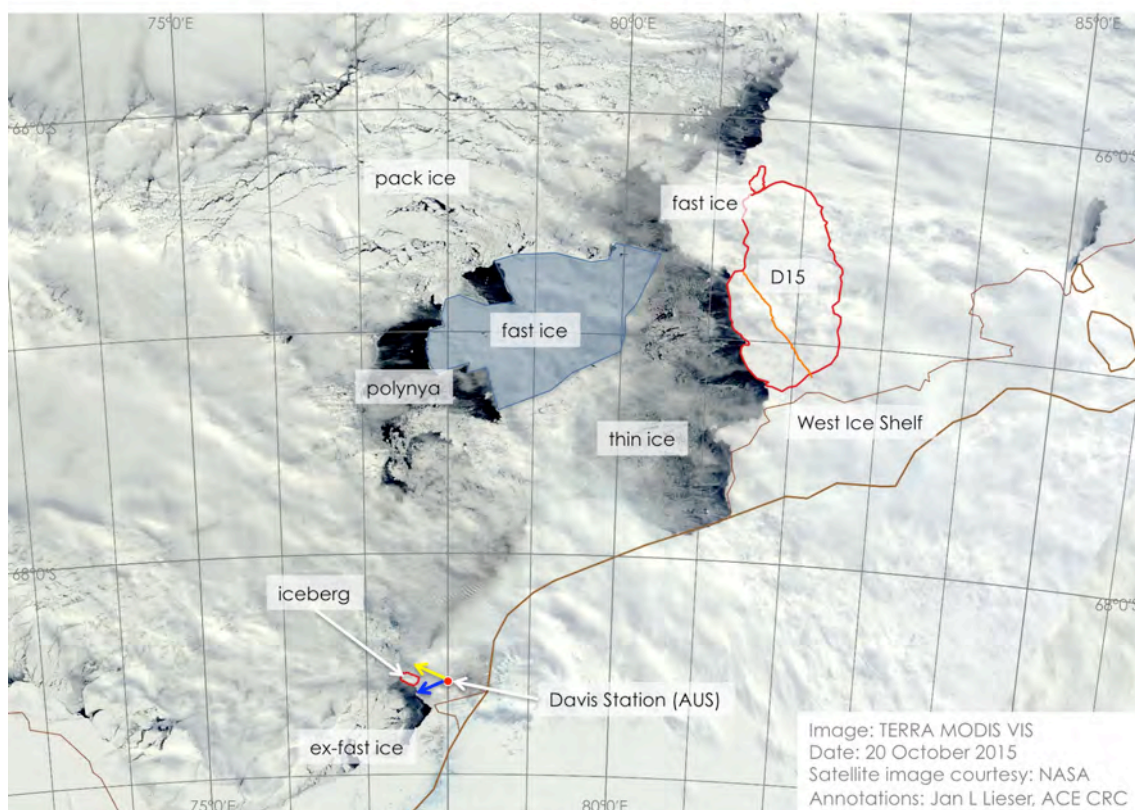 75°0'E
80°0'E
85°0'E
66°0'S
66°0'S
pack ice
fast ice
D15
fast ice
polynya
West Ice Shelf
thin ice
68°0'S
iceberg
68°0'S
Davis Station (AUS)
ex-fast ice
Image: TERRA MODIS VIS
Date: 20 October 2015
Satellite image courtesy: NASA
Annotations: Jan L Lieser, ACE CRC
75°0'E
80°0'E